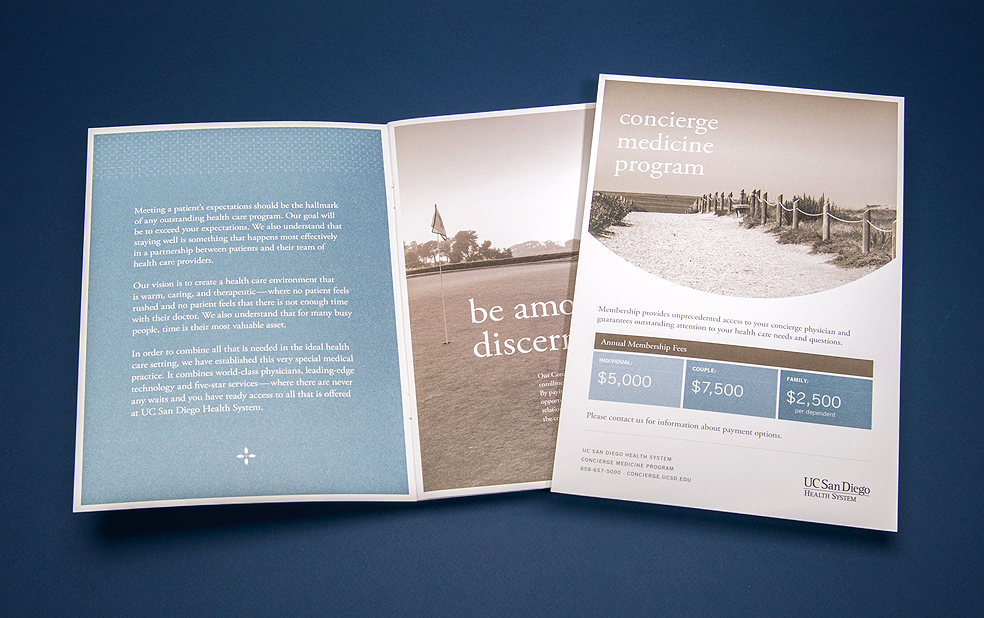 Meeting a patient's expectations should be the hallmark
of any outstanding health care program. Our goal will
be to exceed your expectations. We also understand that
staying well is something that happens most effectively
in a partnership between patients and their team of
health care providers.
Our vision is to create a health care environment that
is warm, caring, and therapeutic—where no patient feels
rushed and no patient feels that there is not enough time
with their doctor. We also understand that for many busy
people, time is their most valuable asset.
In order to combine all that is needed in the ideal health
care setting, we have established this very special medical
practice. It combines world-class physicians, leading-edge
technology and five-star services—where there are never
any waits and you have ready access to all that is offered
at UC San Diego Health System.
be amo
discern
Our Con
enrollm
By payi
opportu
relatio
the co
concierge
medicine
program
Membership provides unprecedented access to your concierge physician and
guarantees outstanding attention to your health care needs and questions.
Annual Membership Fees
INDIVIDUAL:
$5,000
COUPLE:
$7,500
FAMILY:
$2,500
per dependent
Please contact us for information about payment options.
UC SAN DIEGO HEALTH SYSTEM
CONCIERGE MEDICINE PROGRAM
858-657-5000 · CONCIERGE.UCSD.EDU
UC San Diego
HEALTH SYSTEM